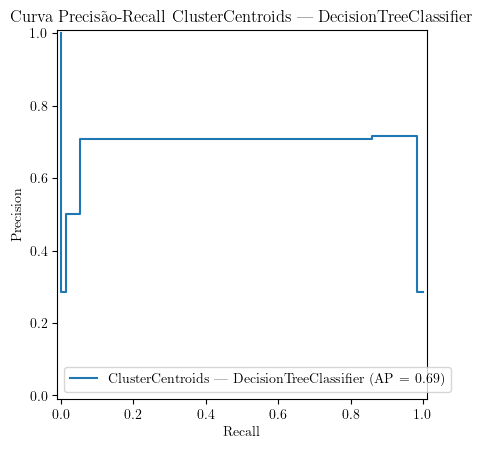 Curva Precisão-Recall ClusterCentroids — DecisionTreeClassifier
1.0
0.8
0.6
0.4
0.2
0.0
Precision
ClusterCentroids — DecisionTreeClassifier (AP = 0.69)
0.0 0.2 0.4 0.6 0.8 1.0
Recall